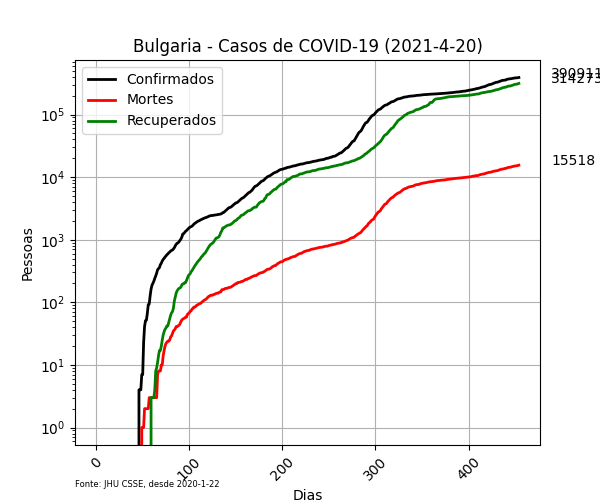 Bulgaria - Casos de COVID-19 (2021-4-20)
Confirmados
Mortes
Recuperados
390911
314273
15518
Pessoas
10^5
10^4
10^3
10^2
10^1
10^0
0 100 200 300 400
Fonte: JHU CSSE, desde 2020-1-22
Dias